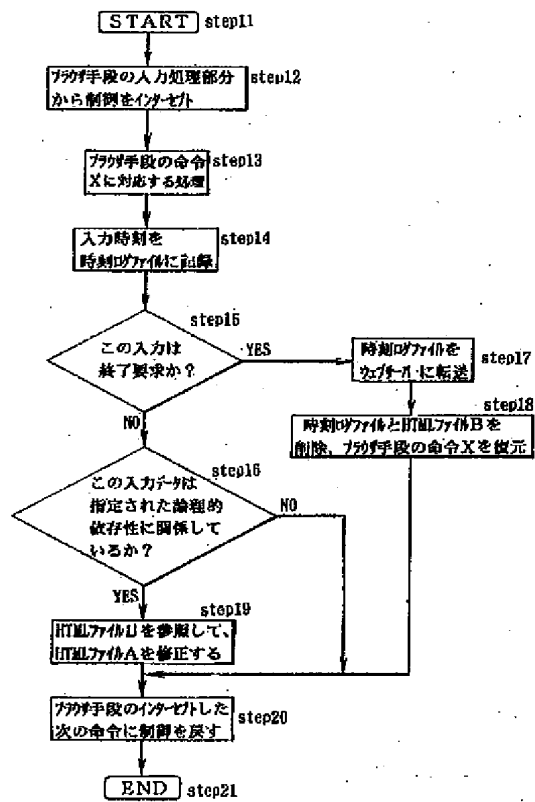 START step11
ブラウザ手段の入力処理部分 step12
から制御をインターセプト
ブラウザ手段の命令 step13
Xに対応する処理
入力時刻を step14
時刻ログファイルに記録
step15
この入力は
終了要求か？
YES
時刻ログファイルを step17
ウェブサーバに転送
step18
時刻ログファイルとHTMLファイルBを
削除、ブラウザ手段の命令Xを復元
NO
step16
この入力データは
指定された論理的
依存性に関係して
いるか？
NO
YES
step19
HTMLファイルBを参照して、
HTMLファイルAを修正する
ブラウザ手段のインターセプトした step20
次の命令に制御を戻す
END step21